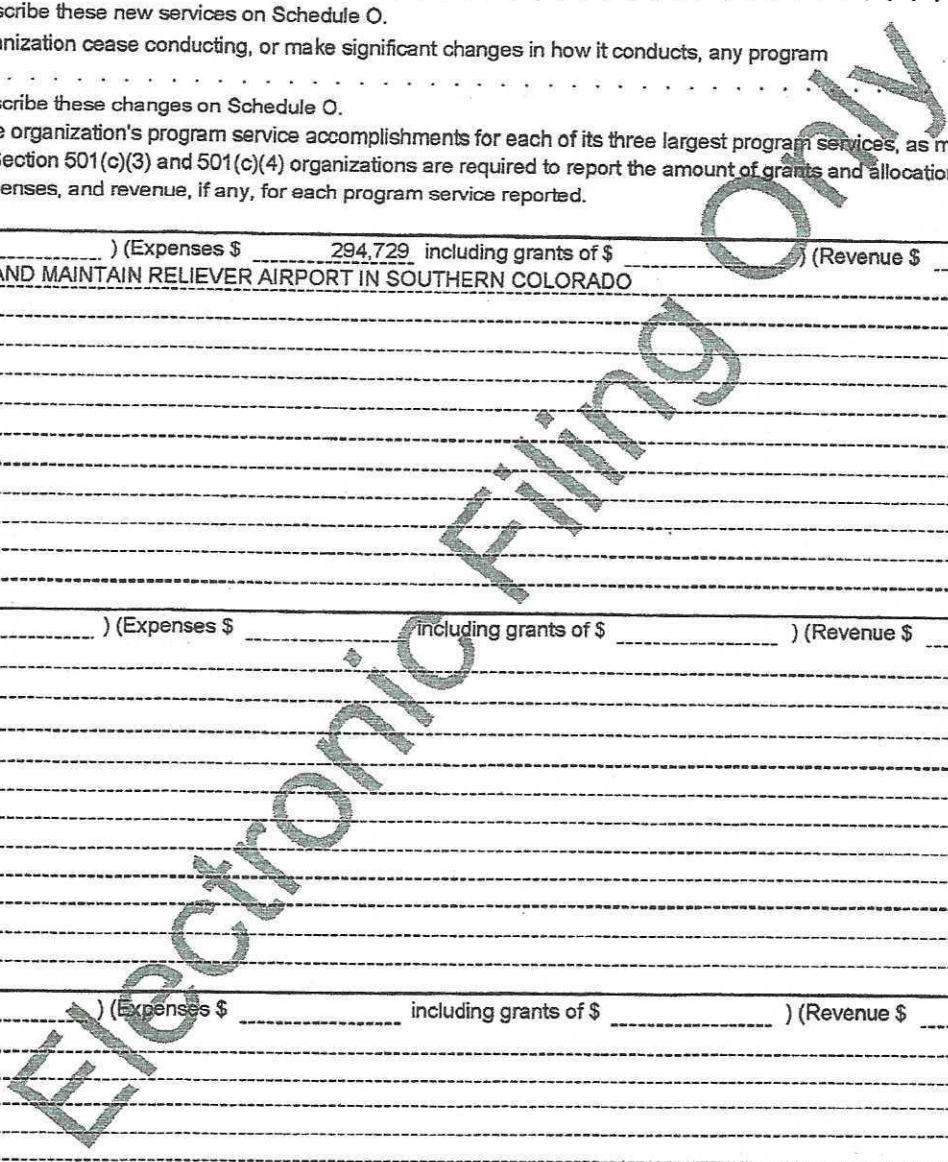 scribe these new services on Schedule O.
anization cease conducting, or make significant changes in how it conducts, any program
scribe these changes on Schedule O.
e organization's program service accomplishments for each of its three largest program services, as m
Section 501(c)(3) and 501(c)(4) organizations are required to report the amount of grants and allocation
enses, and revenue, if any, for each program service reported.
) (Expenses $ 294,729 including grants of $ ) (Revenue $
AND MAINTAIN RELIEVER AIRPORT IN SOUTHERN COLORADO
) (Expenses $ including grants of $ ) (Revenue $
) (Expenses $ including grants of $ ) (Revenue $
Electronic Filing Only